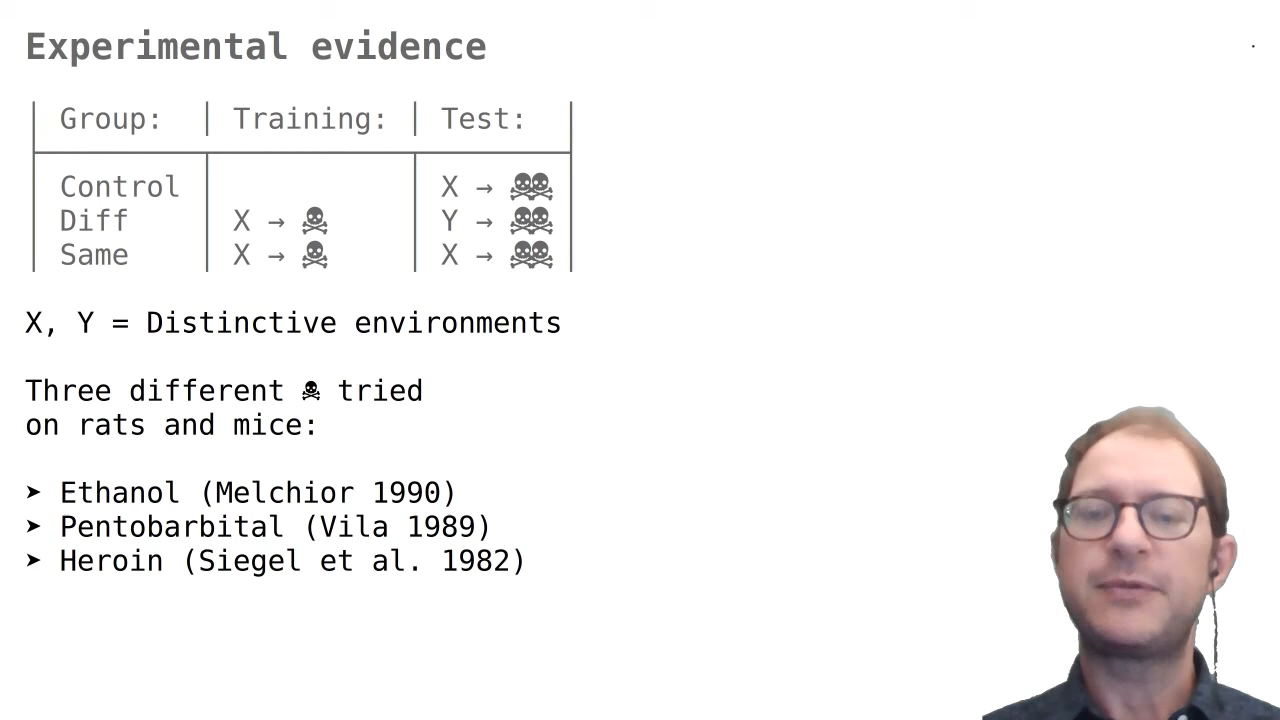 Experimental evidence
Group: Training: Test:
Control X → ☠☠
Diff X → ☠ Y → ☠☠
Same X → ☠ X → ☠☠
X, Y = Distinctive environments
Three different ☠ tried
on rats and mice:
➤ Ethanol (Melchior 1990)
➤ Pentobarbital (Vila 1989)
➤ Heroin (Siegel et al. 1982)